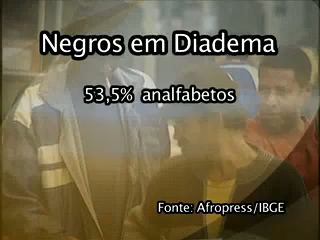 Negros em Diadema
53,5% analfabetos
Fonte: Afropress/IBGE